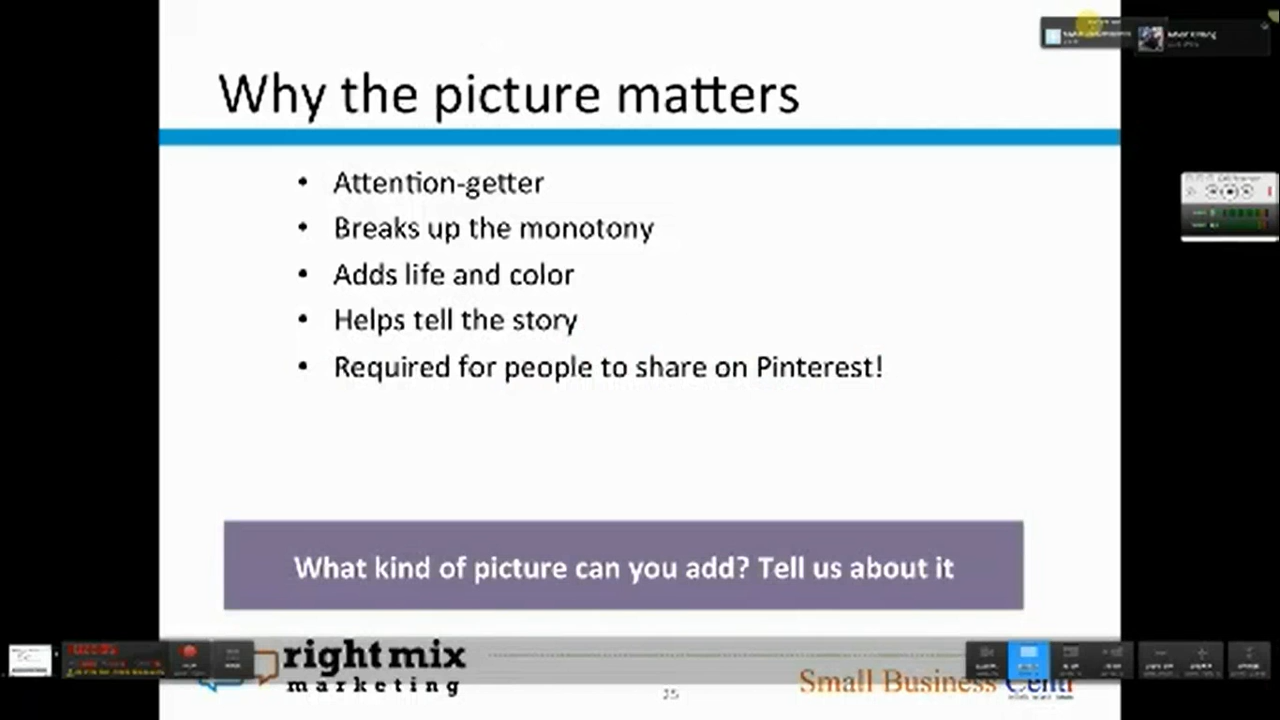 Why the picture matters
• Attention-getter
• Breaks up the monotony
• Adds life and color
• Helps tell the story
• Required for people to share on Pinterest!
What kind of picture can you add? Tell us about it
right mix
marketing
Small Business Centr